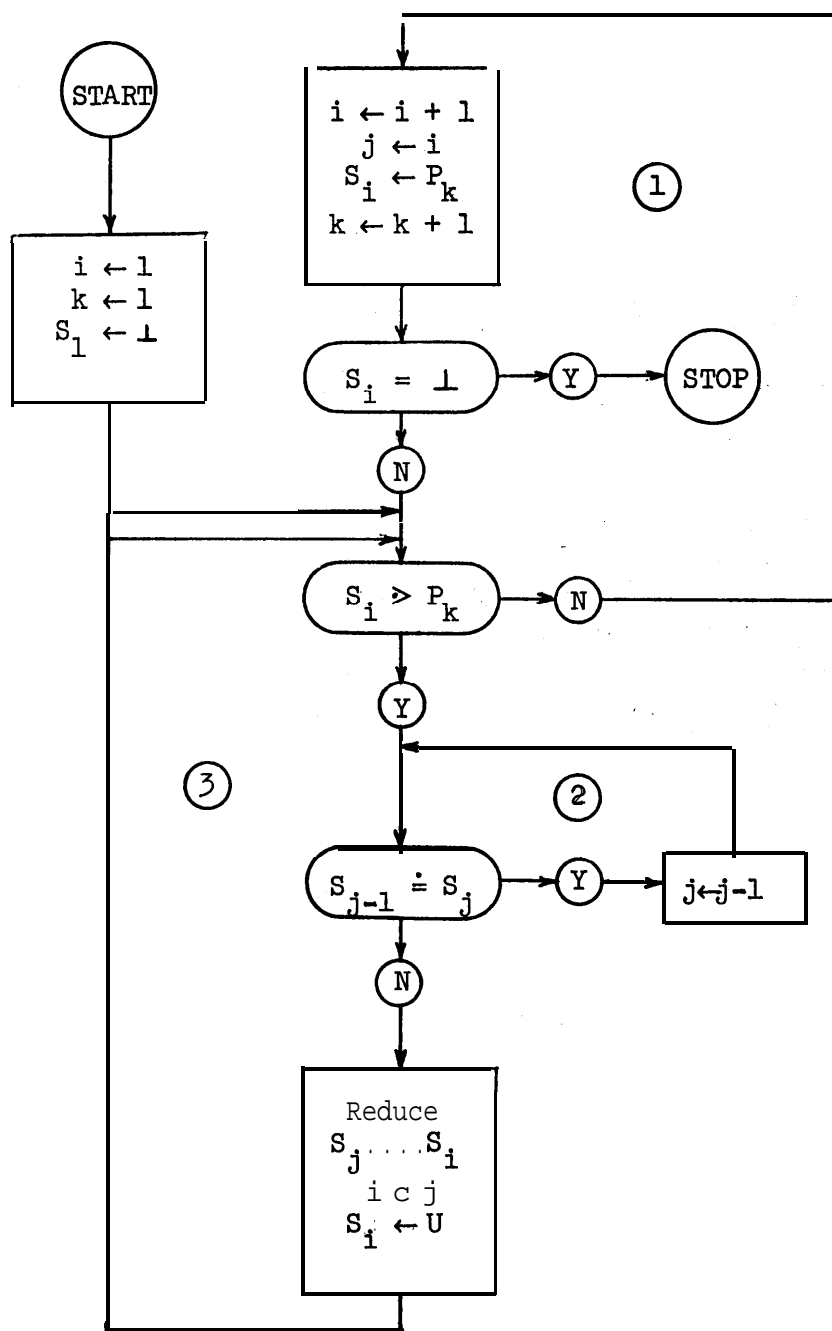 START
i ← 1
k ← 1
S₁ ← ⊥
i ← i + 1
j ← i
Sᵢ ← Pₖ
k ← k + 1
①
Sᵢ = ⊥
Y
STOP
N
Sᵢ ⋗ Pₖ
N
Y
③
②
Sⱼ₋₁ ≐ Sⱼ
Y
j←j-1
N
Reduce
Sⱼ....Sᵢ
i c j
Sᵢ ← U